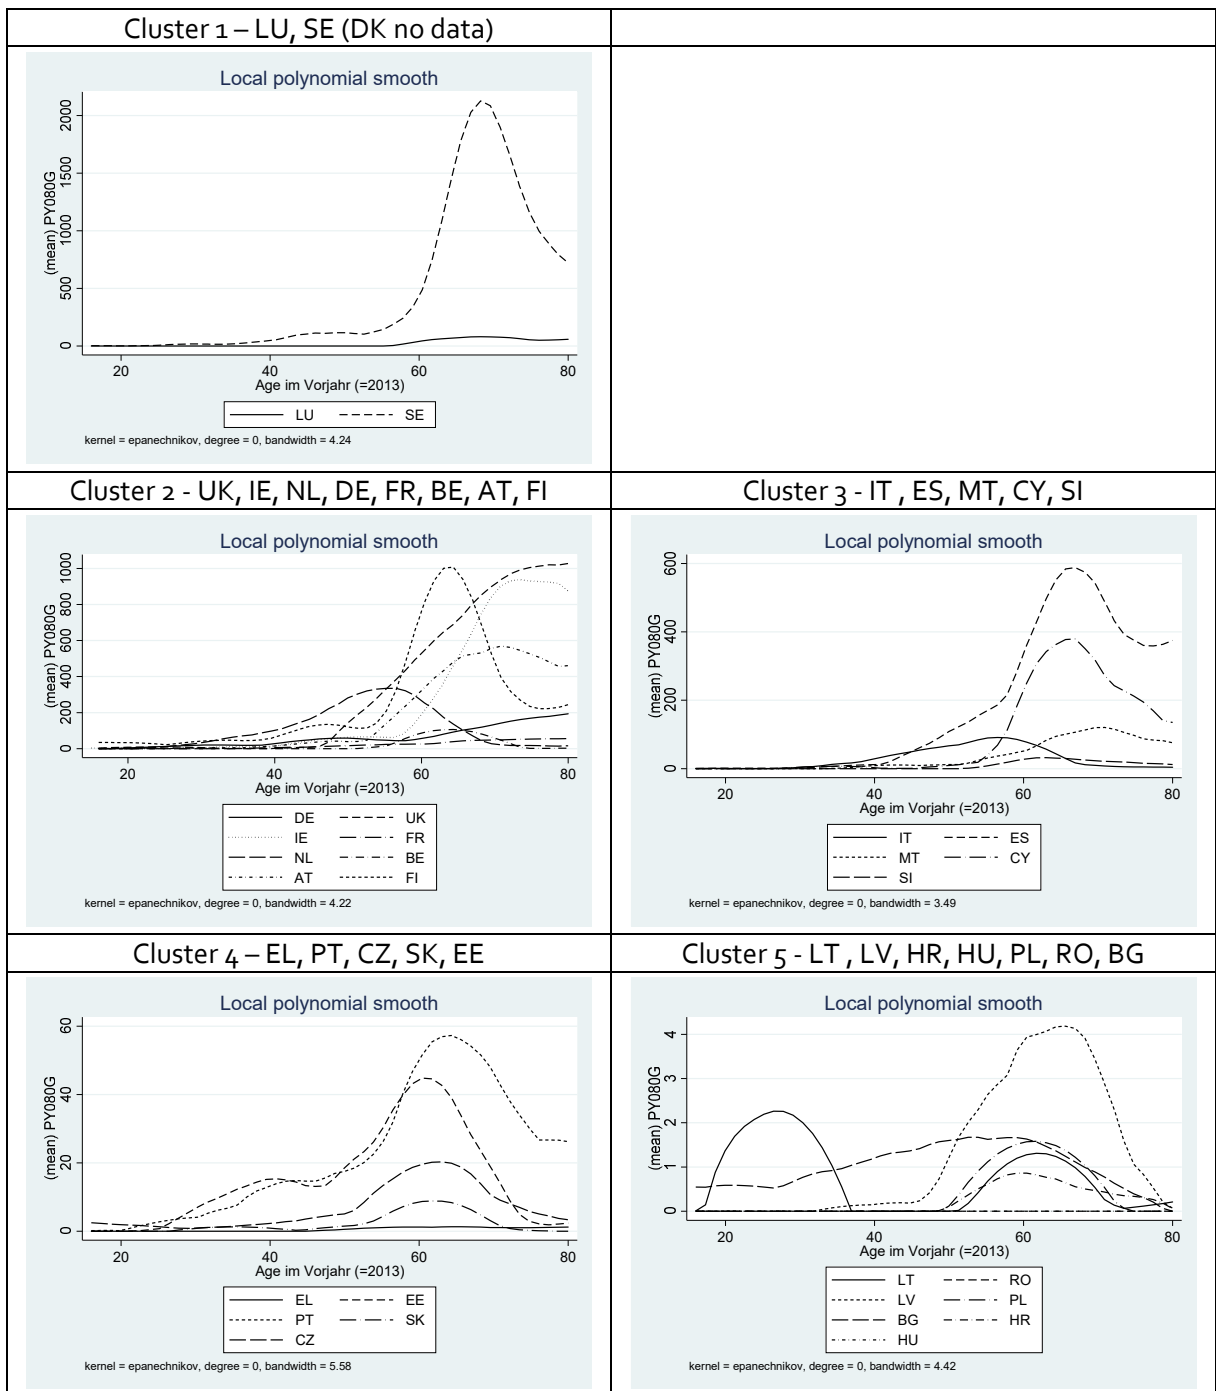 Cluster 1 – LU, SE (DK no data)
Local polynomial smooth
(mean) PY080G
2000
1500
1000
500
0
20 40 60 80
Age im Vorjahr (=2013)
LU SE
kernel = epanechnikov, degree = 0, bandwidth = 4.24
Cluster 2 - UK, IE, NL, DE, FR, BE, AT, FI
Local polynomial smooth
(mean) PY080G
1000
800
600
400
200
0
20 40 60 80
Age im Vorjahr (=2013)
DE UK
IE FR
NL BE
AT FI
kernel = epanechnikov, degree = 0, bandwidth = 4.22
Cluster 3 - IT , ES, MT, CY, SI
Local polynomial smooth
(mean) PY080G
600
400
200
0
20 40 60 80
Age im Vorjahr (=2013)
IT ES
MT CY
SI
kernel = epanechnikov, degree = 0, bandwidth = 3.49
Cluster 4 – EL, PT, CZ, SK, EE
Local polynomial smooth
(mean) PY080G
60
40
20
0
20 40 60 80
Age im Vorjahr (=2013)
EL EE
PT SK
CZ
kernel = epanechnikov, degree = 0, bandwidth = 5.58
Cluster 5 - LT , LV, HR, HU, PL, RO, BG
Local polynomial smooth
(mean) PY080G
4
3
2
1
0
20 40 60 80
Age im Vorjahr (=2013)
LT RO
LV PL
BG HR
HU
kernel = epanechnikov, degree = 0, bandwidth = 4.42